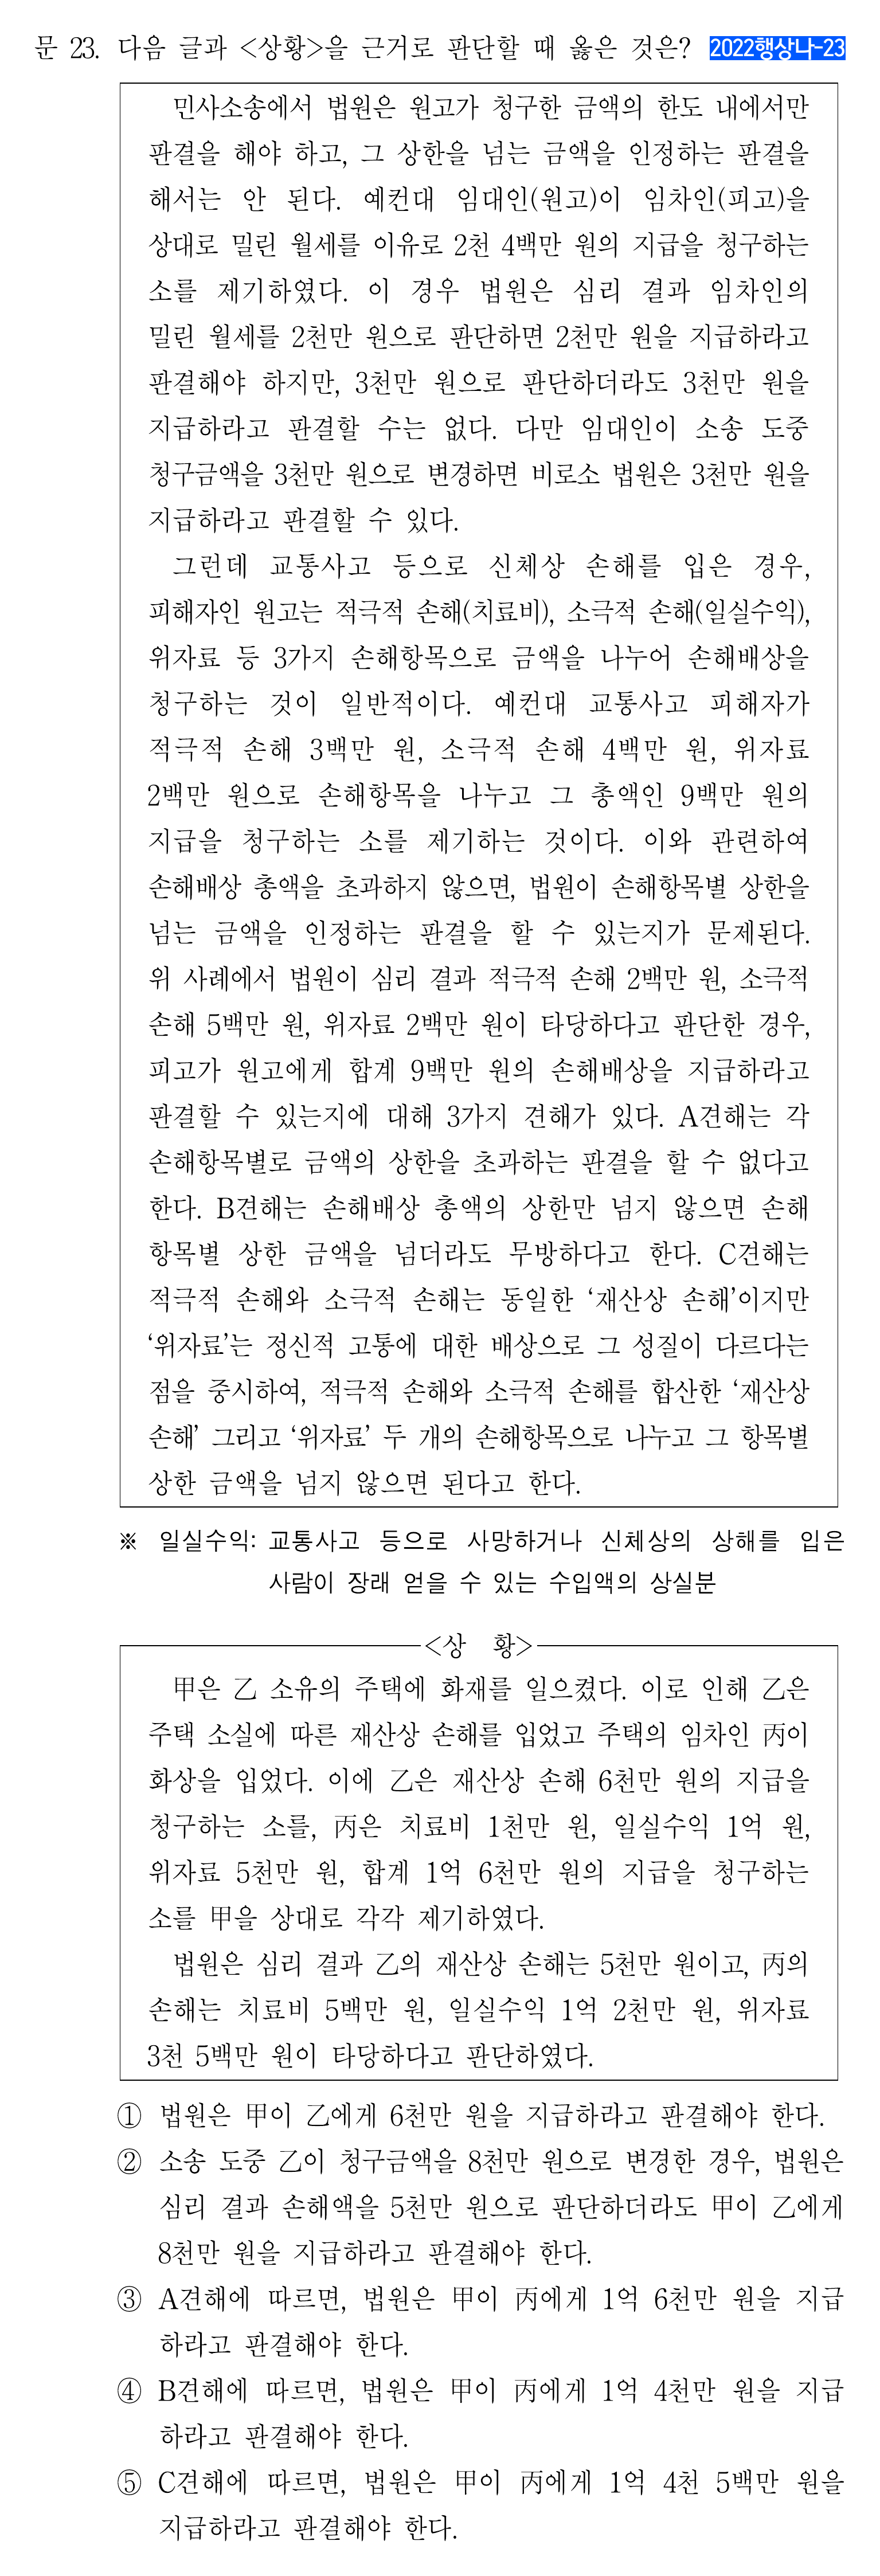 문 23. 다음 글과 <상황>을 근거로 판단할 때 옳은 것은? 2022행상나-23
민사소송에서 법원은 원고가 청구한 금액의 한도 내에서만
판결을 해야 하고, 그 상한을 넘는 금액을 인정하는 판결을
해서는 안 된다. 예컨대 임대인(원고)이 임차인(피고)을
상대로 밀린 월세를 이유로 2천 4백만 원의 지급을 청구하는
소를 제기하였다. 이 경우 법원은 심리 결과 임차인의
밀린 월세를 2천만 원으로 판단하면 2천만 원을 지급하라고
판결해야 하지만, 3천만 원으로 판단하더라도 3천만 원을
지급하라고 판결할 수는 없다. 다만 임대인이 소송 도중
청구금액을 3천만 원으로 변경하면 비로소 법원은 3천만 원을
지급하라고 판결할 수 있다.
그런데 교통사고 등으로 신체상 손해를 입은 경우,
피해자인 원고는 적극적 손해(치료비), 소극적 손해(일실수익),
위자료 등 3가지 손해항목으로 금액을 나누어 손해배상을
청구하는 것이 일반적이다. 예컨대 교통사고 피해자가
적극적 손해 3백만 원, 소극적 손해 4백만 원, 위자료
2백만 원으로 손해항목을 나누고 그 총액인 9백만 원의
지급을 청구하는 소를 제기하는 것이다. 이와 관련하여
손해배상 총액을 초과하지 않으면, 법원이 손해항목별 상한을
넘는 금액을 인정하는 판결을 할 수 있는지가 문제된다.
위 사례에서 법원이 심리 결과 적극적 손해 2백만 원, 소극적
손해 5백만 원, 위자료 2백만 원이 타당하다고 판단한 경우,
피고가 원고에게 합계 9백만 원의 손해배상을 지급하라고
판결할 수 있는지에 대해 3가지 견해가 있다. A견해는 각
손해항목별로 금액의 상한을 초과하는 판결을 할 수 없다고
한다. B견해는 손해배상 총액의 상한만 넘지 않으면 손해
항목별 상한 금액을 넘더라도 무방하다고 한다. C견해는
적극적 손해와 소극적 손해는 동일한 ‘재산상 손해’이지만
‘위자료’는 정신적 고통에 대한 배상으로 그 성질이 다르다는
점을 중시하여, 적극적 손해와 소극적 손해를 합산한 ‘재산상
손해’ 그리고 ‘위자료’ 두 개의 손해항목으로 나누고 그 항목별
상한 금액을 넘지 않으면 된다고 한다.
※ 일실수익: 교통사고 등으로 사망하거나 신체상의 상해를 입은
사람이 장래 얻을 수 있는 수입액의 상실분
<상 황>
甲은 乙 소유의 주택에 화재를 일으켰다. 이로 인해 乙은
주택 소실에 따른 재산상 손해를 입었고 주택의 임차인 丙이
화상을 입었다. 이에 乙은 재산상 손해 6천만 원의 지급을
청구하는 소를, 丙은 치료비 1천만 원, 일실수익 1억 원,
위자료 5천만 원, 합계 1억 6천만 원의 지급을 청구하는
소를 甲을 상대로 각각 제기하였다.
법원은 심리 결과 乙의 재산상 손해는 5천만 원이고, 丙의
손해는 치료비 5백만 원, 일실수익 1억 2천만 원, 위자료
3천 5백만 원이 타당하다고 판단하였다.
① 법원은 甲이 乙에게 6천만 원을 지급하라고 판결해야 한다.
② 소송 도중 乙이 청구금액을 8천만 원으로 변경한 경우, 법원은
심리 결과 손해액을 5천만 원으로 판단하더라도 甲이 乙에게
8천만 원을 지급하라고 판결해야 한다.
③ A견해에 따르면, 법원은 甲이 丙에게 1억 6천만 원을 지급
하라고 판결해야 한다.
④ B견해에 따르면, 법원은 甲이 丙에게 1억 4천만 원을 지급
하라고 판결해야 한다.
⑤ C견해에 따르면, 법원은 甲이 丙에게 1억 4천 5백만 원을
지급하라고 판결해야 한다.